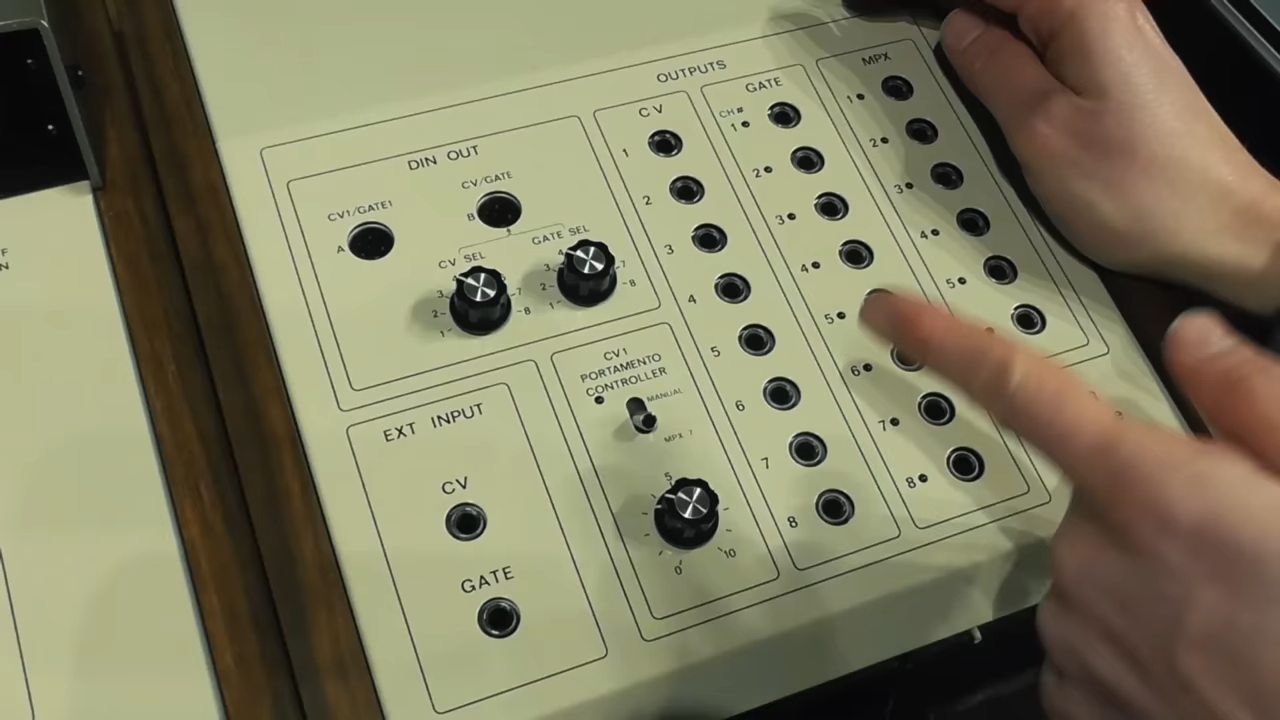 OUTPUTS
DIN OUT
CV1/GATE1
A
CV/GATE
B
CV SEL
1
2
3
4
7
8
GATE SEL
1
2
3
4
7
8
EXT INPUT
CV
GATE
CV1
PORTAMENTO
CONTROLLER
MANUAL
MPX 7
5
0
10
CV
1
2
3
4
5
6
7
8
GATE
CH#
1
2
3
4
5
6
7
8
MPX
1
2
3
4
5
F
N